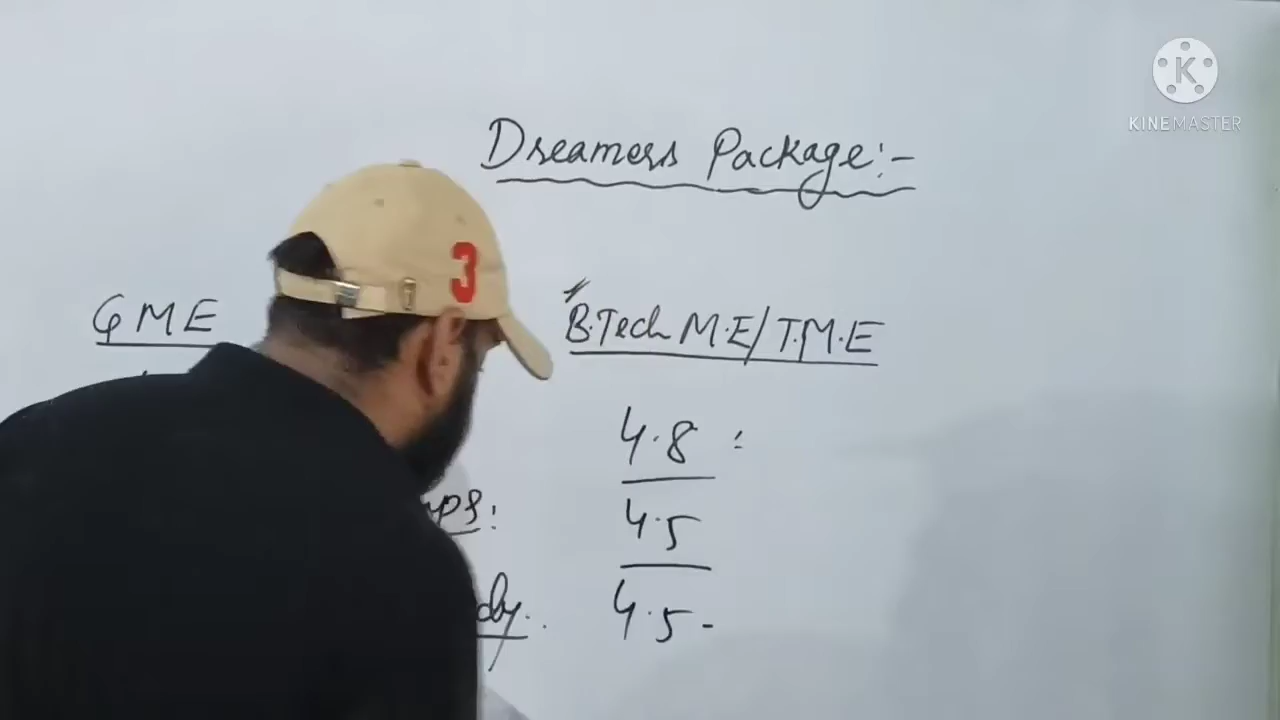 KINEMASTER
Dreamers Package:-
GME
B.Tech M.E/T.M.E
4.8 :
4.5
4.5-
3